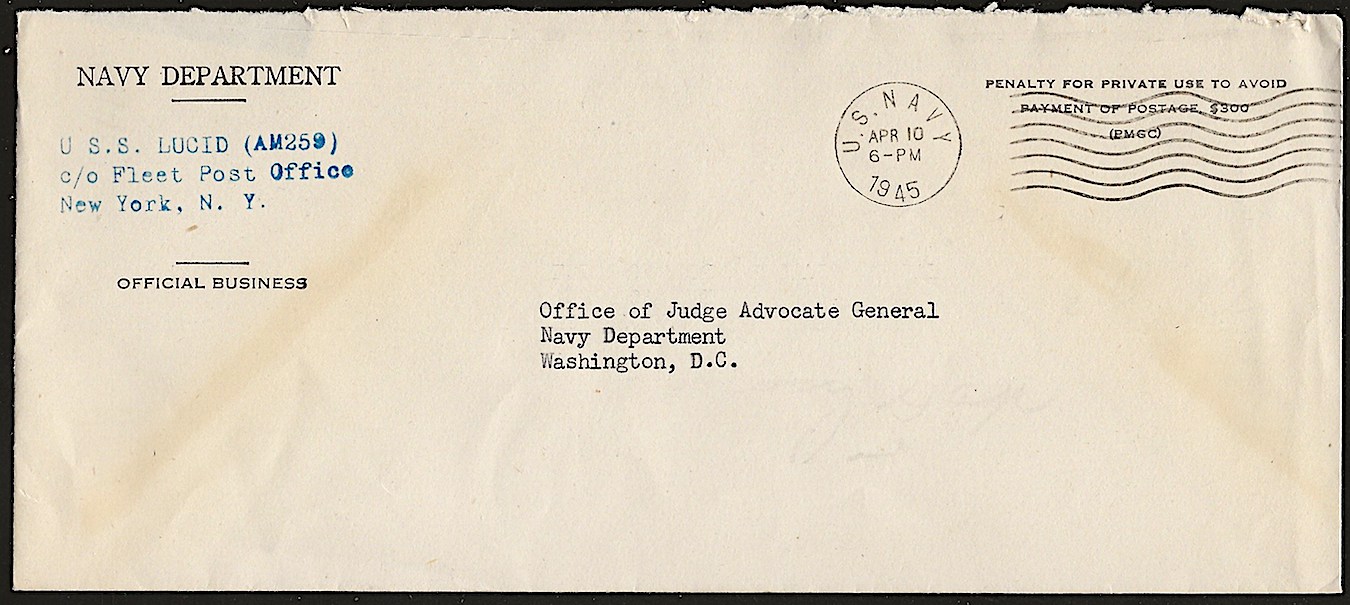 NAVY DEPARTMENT
U S.S. LUCID (AM259)
c/o Fleet Post Office
New York, N. Y.
OFFICIAL BUSINESS
U.S. NAVY
APR 10
6-PM
1945
PENALTY FOR PRIVATE USE TO AVOID
PAYMENT OF POSTAGE, $300
(PMGC)
Office of Judge Advocate General
Navy Department
Washington, D.C.